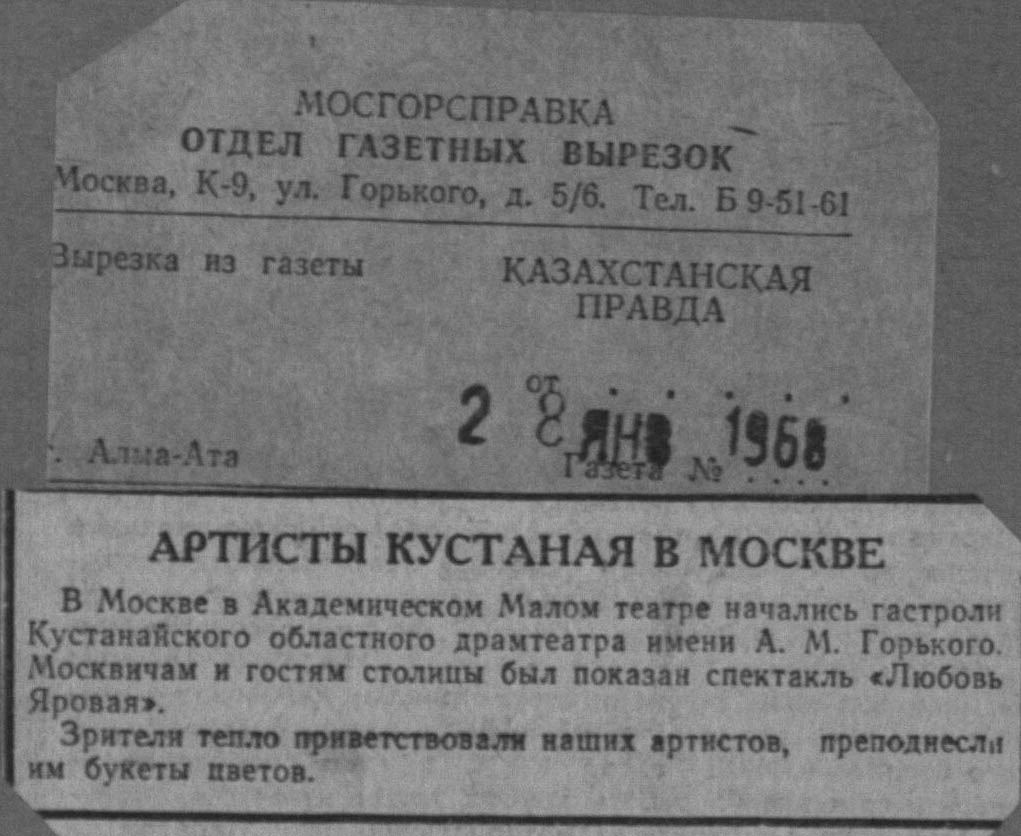 МОСГОРСПРАВКА
ОТДЕЛ ГАЗЕТНЫХ ВЫРЕЗОК
Москва, К-9, ул. Горького, д. 5/6. Тел. Б 9-51-61
Вырезка из газеты
КАЗАХСТАНСКАЯ
ПРАВДА
от . . . . .
2 8 ЯНВ 1968
г. Алма-Ата
Газета № . . . .
АРТИСТЫ КУСТАНАЯ В МОСКВЕ
В Москве в Академическом Малом театре начались гастроли
Кустанайского областного драмтеатра имени А. М. Горького.
Москвичам и гостям столицы был показан спектакль «Любовь
Яровая».
Зрители тепло приветствовали наших артистов, преподнесли
им букеты цветов.